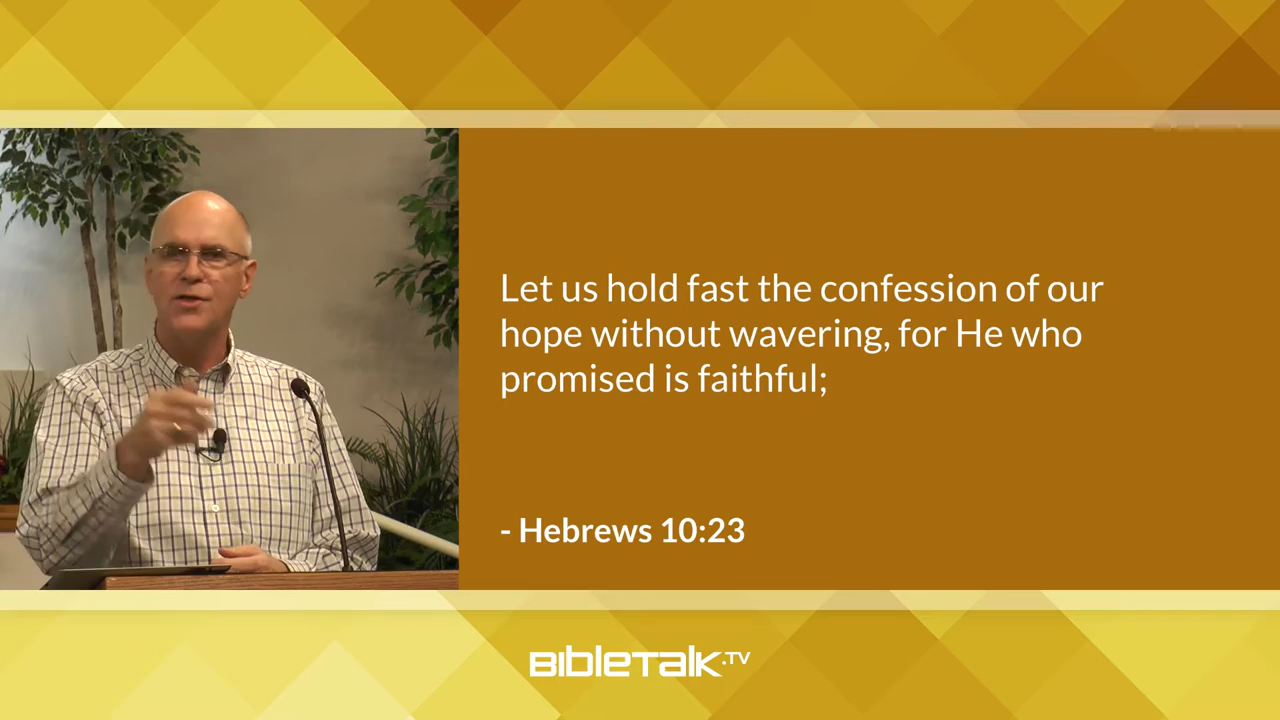 Let us hold fast the confession of our
hope without wavering, for He who
promised is faithful;
- Hebrews 10:23
BIBLETALK.TV